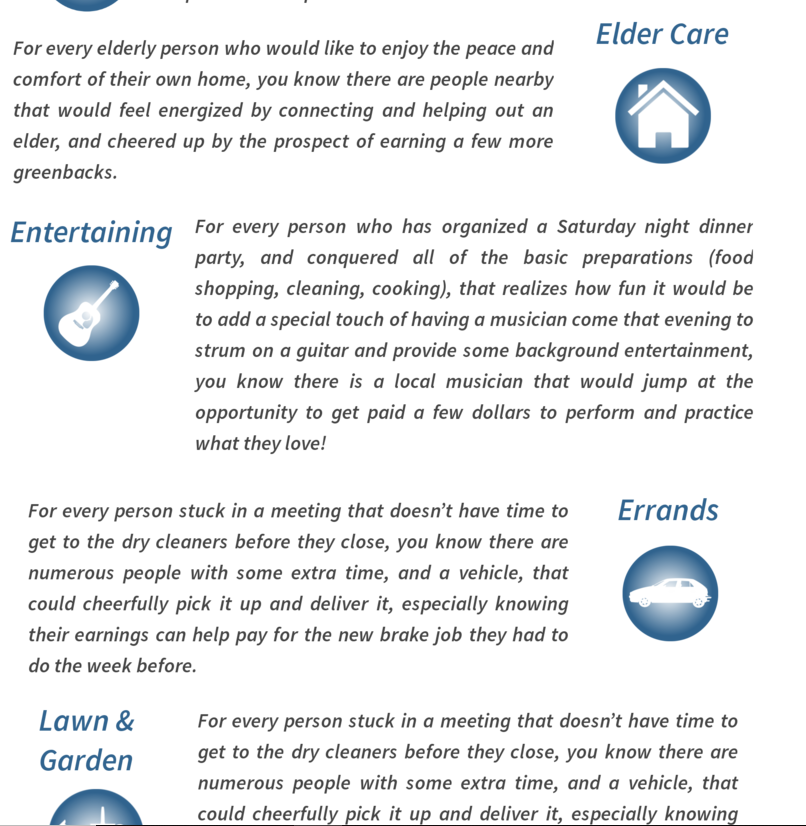 Elder Care
For every elderly person who would like to enjoy the peace and
comfort of their own home, you know there are people nearby
that would feel energized by connecting and helping out an
elder, and cheered up by the prospect of earning a few more
greenbacks.
Entertaining
For every person who has organized a Saturday night dinner
party, and conquered all of the basic preparations (food
shopping, cleaning, cooking), that realizes how fun it would be
to add a special touch of having a musician come that evening to
strum on a guitar and provide some background entertainment,
you know there is a local musician that would jump at the
opportunity to get paid a few dollars to perform and practice
what they love!
Errands
For every person stuck in a meeting that doesn’t have time to
get to the dry cleaners before they close, you know there are
numerous people with some extra time, and a vehicle, that
could cheerfully pick it up and deliver it, especially knowing
their earnings can help pay for the new brake job they had to
do the week before.
Lawn &
Garden
For every person stuck in a meeting that doesn’t have time to
get to the dry cleaners before they close, you know there are
numerous people with some extra time, and a vehicle, that
could cheerfully pick it up and deliver it, especially knowing